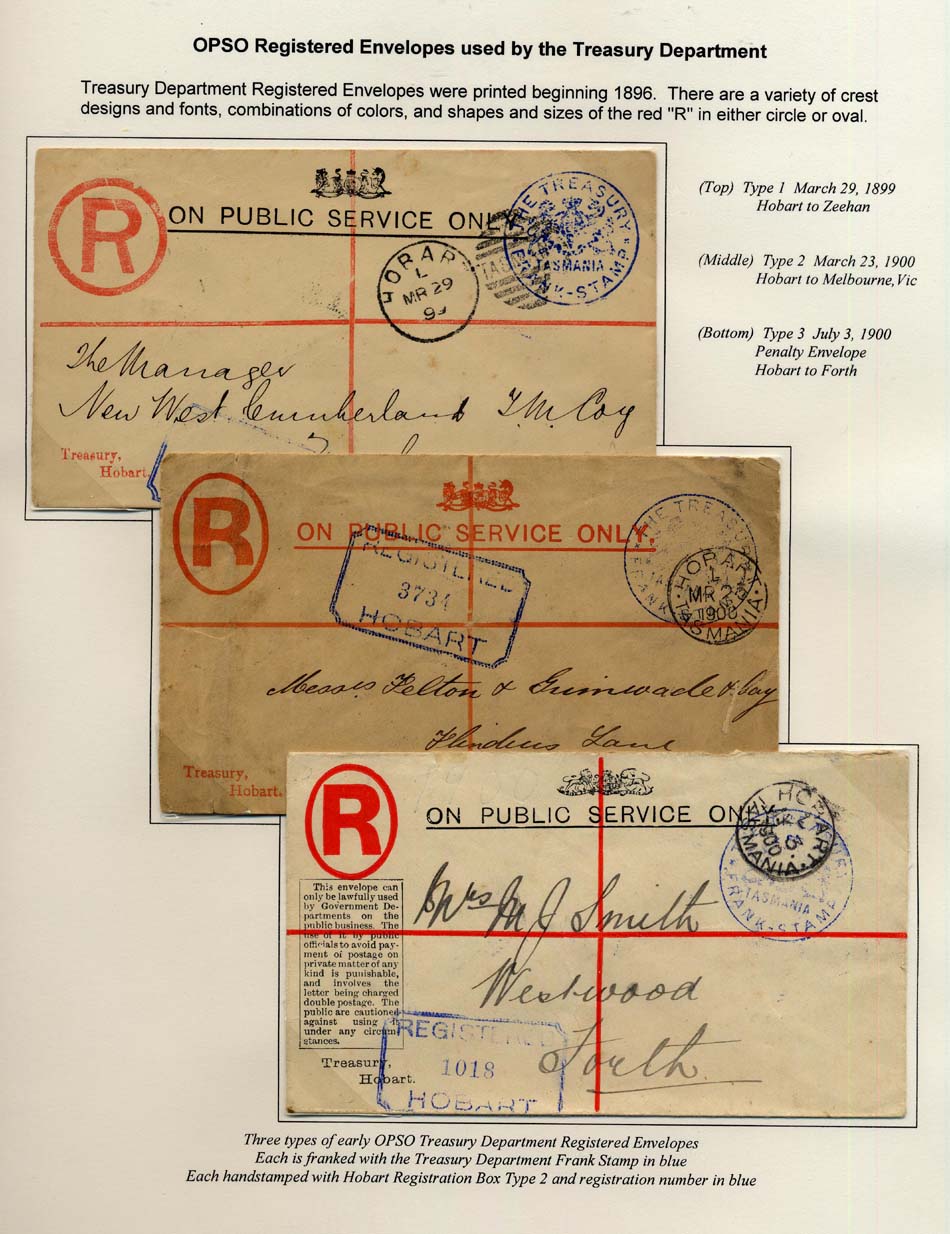 OPSO Registered Envelopes used by the Treasury Department
Treasury Department Registered Envelopes were printed beginning 1896. There are a variety of crest
designs and fonts, combinations of colors, and shapes and sizes of the red "R" in either circle or oval.
(Top) Type 1 March 29, 1899
Hobart to Zeehan
(Middle) Type 2 March 23, 1900
Hobart to Melbourne, Vic
(Bottom) Type 3 July 3, 1900
Penalty Envelope
Hobart to Forth
R
ON PUBLIC SERVICE ONLY.
THE TREASURY
TASMANIA
FRANK-STAMP
HOBART
L
MR 29
99
TAS
The Manager
New West Cumberland T. M. Coy
Treasury,
Hobart.
R
ON PUBLIC SERVICE ONLY.
THE TREASURY
FRANK
HOBART
L
MR 2
1900
TASMANIA
REGISTERED
3734
HOBART
Messrs Felton & Grimwade & Coy
Flinders Lane
Treasury,
Hobart.
R
ON PUBLIC SERVICE ONLY
HOBART
3
1900
TASMANIA
TASMANIA
FRANK-STAMP
This envelope can
only be lawfully used
by Government De-
partments on the
public business. The
use of it by public
officials to avoid pay-
ment of postage on
private matter of any
kind is punishable,
and involves the
letter being charged
double postage. The
public are cautioned
against using it
under any circum-
stances.
Mrs M J Smith
Westwood
Forth
Treasury,
Hobart.
REGISTERED
1018
HOBART
Three types of early OPSO Treasury Department Registered Envelopes
Each is franked with the Treasury Department Frank Stamp in blue
Each handstamped with Hobart Registration Box Type 2 and registration number in blue